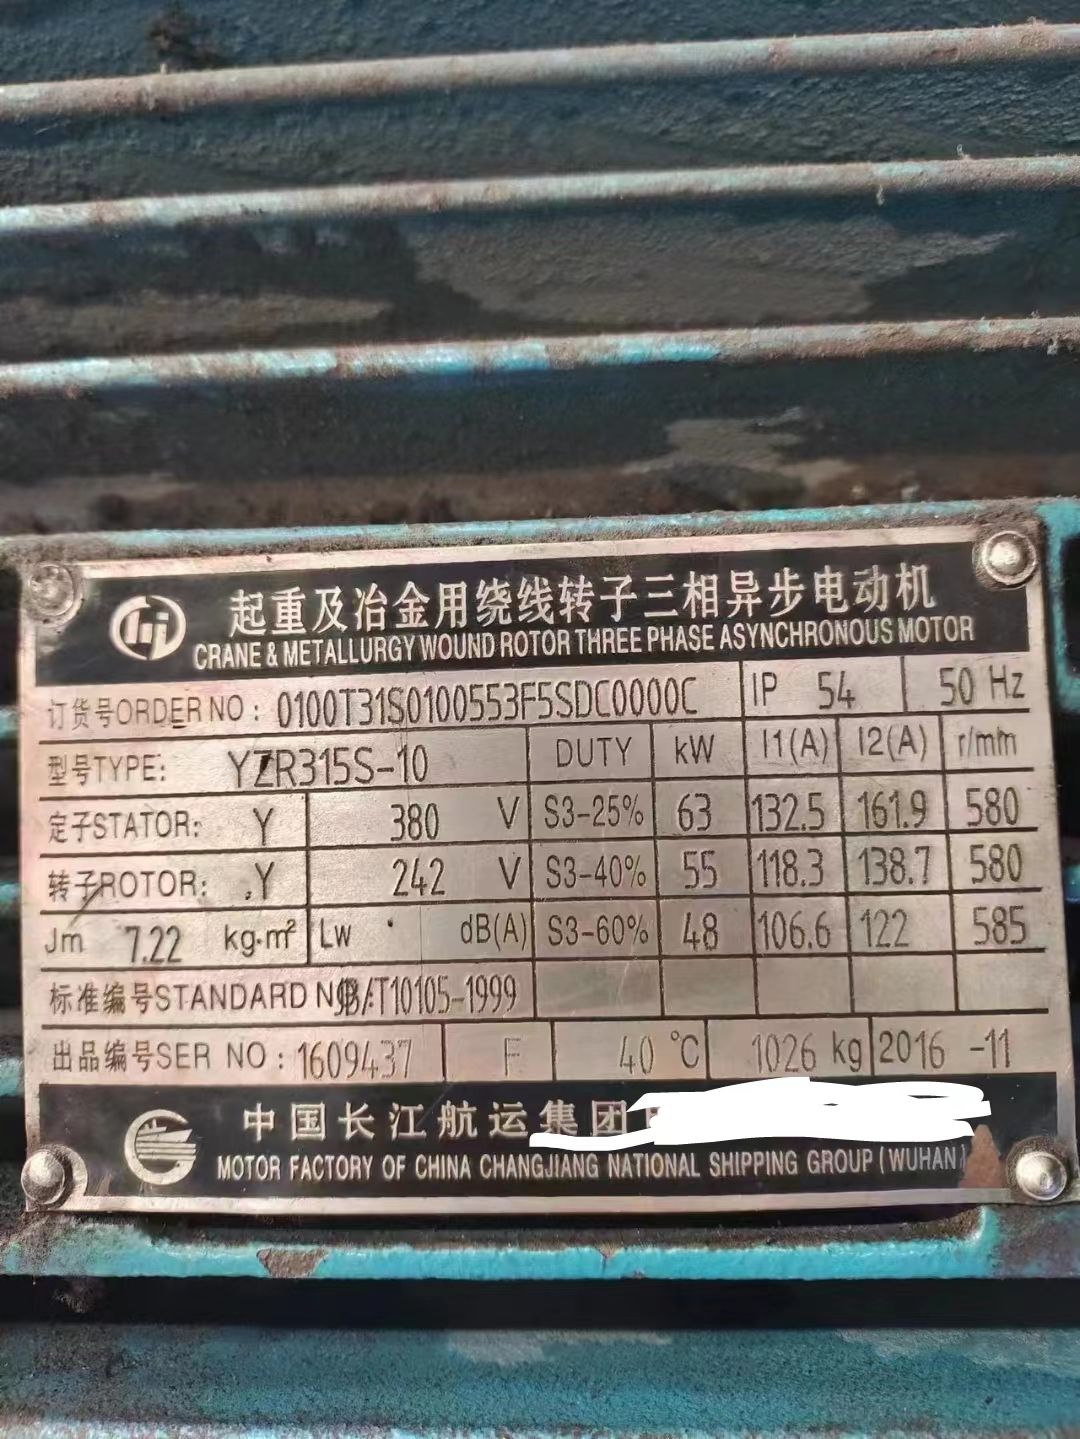 起重及冶金用绕线转子三相异步电动机
CRANE & METALLURGY WOUND ROTOR THREE PHASE ASYNCHRONOUS MOTOR
订货号ORDER NO : 0100T31S0100553F5SDC0000C IP 54 50 Hz
型号TYPE: YZR315S-10 DUTY kW I1(A) I2(A) r/min
定子STATOR: Y 380 V S3-25% 63 132.5 161.9 580
转子ROTOR: Y 242 V S3-40% 55 118.3 138.7 580
Jm 7.22 kg·m² Lw dB(A) S3-60% 48 106.6 122 585
标准编号STANDARD NO: JB/T10105-1999
出品编号SER NO : 1609437 F 40 ℃ 1026 kg 2016 -11
中国长江航运集团
MOTOR FACTORY OF CHINA CHANGJIANG NATIONAL SHIPPING GROUP (WUHAN)